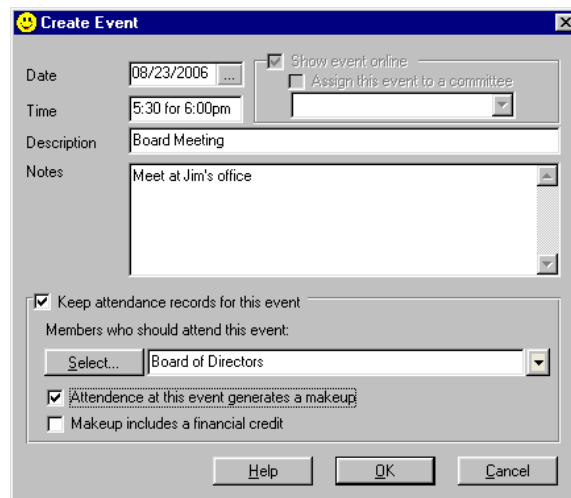 Create Event
Date 08/23/2006 ... Show event online
Assign this event to a committee
Time 5:30 for 6:00pm
Description Board Meeting
Notes Meet at Jim's office
Keep attendance records for this event
Members who should attend this event:
Select... Board of Directors
Attendence at this event generates a makeup
Makeup includes a financial credit
Help OK Cancel